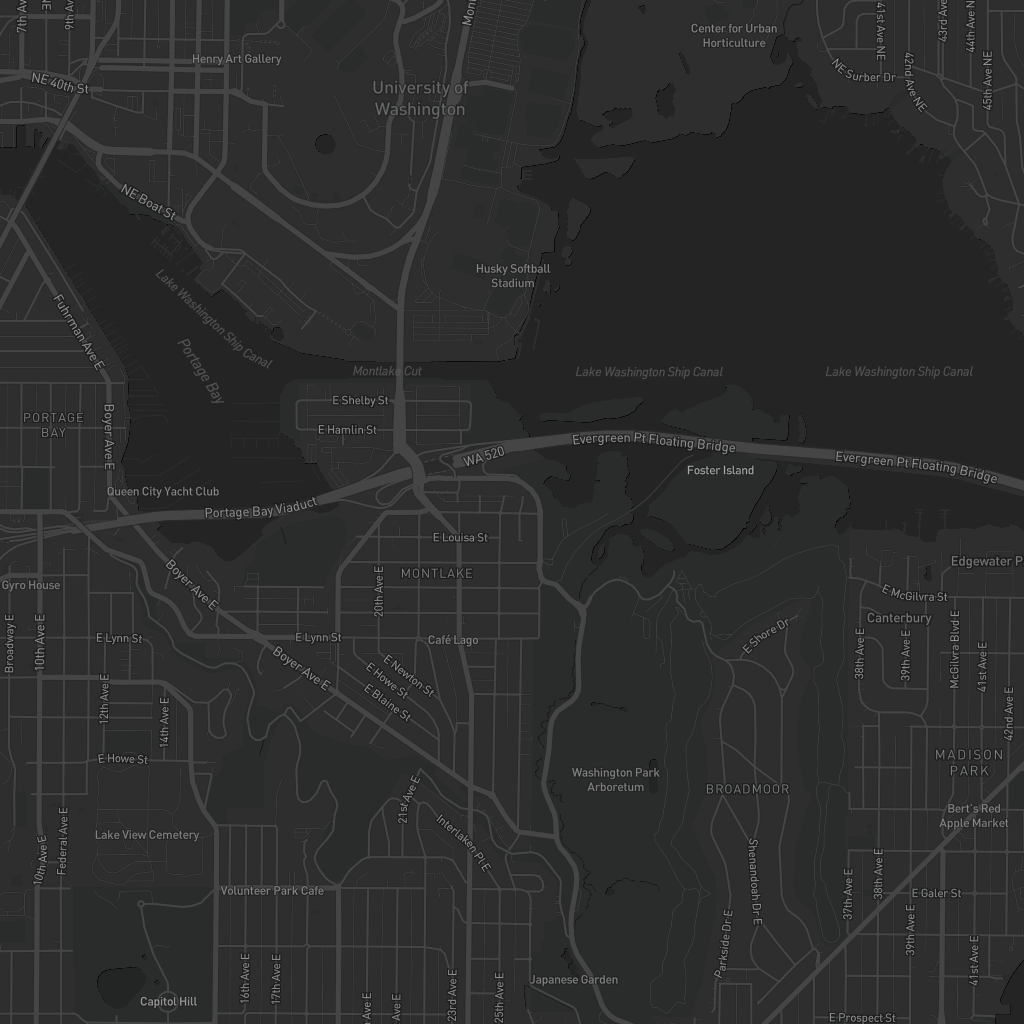 7th Ave
NE
9th Ave
Mon
Center for Urban
Horticulture
41st Ave NE
43rd Ave
44th Ave N
45th Ave NE
42nd Ave NE
NE Surber Dr
Henry Art Gallery
NE 40th St
University of
Washington
NE Boat St
Husky Softball
Stadium
Lake Washington Ship Canal
Portage Bay
Fuhrman Ave E
Montlake Cut
Lake Washington Ship Canal
Lake Washington Ship Canal
E Shelby St
E Hamlin St
PORTAGE
BAY
Boyer Ave E
WA 520
Evergreen Pt Floating Bridge
Evergreen Pt Floating Bridge
Foster Island
Queen City Yacht Club
Portage Bay Viaduct
E Louisa St
MONTLAKE
20th Ave E
Boyer Ave E
Gyro House
Edgewater P
E McGilvra St
Canterbury
Broadway E
10th Ave E
E Lynn St
E Lynn St
Café Lago
E Shore Dr
38th Ave E
39th Ave E
McGilvra Blvd E
41st Ave E
42nd Ave E
Boyer Ave E
E Newton St
E Howe St
E Blaine St
12th Ave E
14th Ave E
E Howe St
MADISON
PARK
Washington Park
Arboretum
BROADMOOR
Bert's Red
Apple Market
21st Ave E
Interlaken Pl E
Lake View Cemetery
10th Ave E
Federal Ave E
Shenandoah Dr E
Volunteer Park Cafe
37th Ave E
38th Ave E
E Galer St
39th Ave E
41st Ave E
Parkside Dr E
16th Ave E
17th Ave E
Ave E
Ave E
23rd Ave E
25th Ave E
Japanese Garden
Capitol Hill
E Prospect St